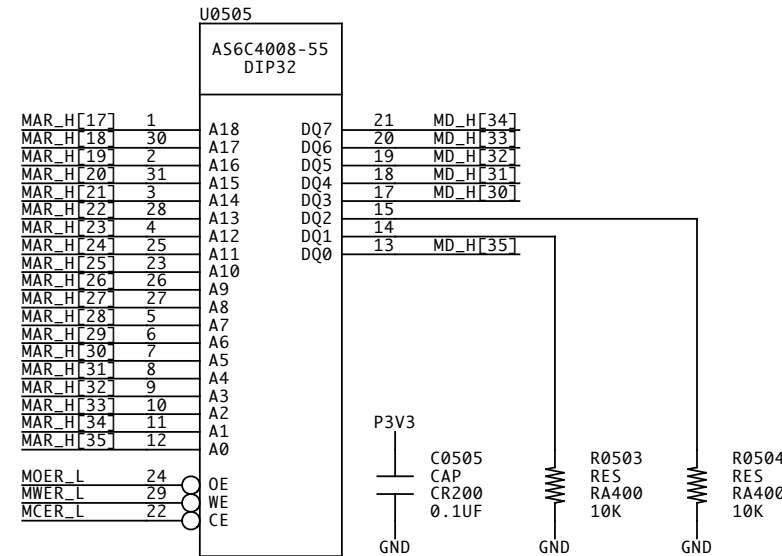 U0505
AS6C4008-55
DIP32
MAR_H[17] 1 A18 DQ7 21 MD_H[34]
MAR_H[18] 30 A17 DQ6 20 MD_H[33]
MAR_H[19] 2 A16 DQ5 19 MD_H[32]
MAR_H[20] 31 A15 DQ4 18 MD_H[31]
MAR_H[21] 3 A14 DQ3 17 MD_H[30]
MAR_H[22] 28 A13 DQ2 15
MAR_H[23] 4 A12 DQ1 14
MAR_H[24] 25 A11 DQ0 13 MD_H[35]
MAR_H[25] 23 A10
MAR_H[26] 26 A9
MAR_H[27] 27 A8
MAR_H[28] 5 A7
MAR_H[29] 6 A6
MAR_H[30] 7 A5
MAR_H[31] 8 A4
MAR_H[32] 9 A3
MAR_H[33] 10 A2
MAR_H[34] 11 A1
MAR_H[35] 12 A0
MOER_L 24 OE
MWER_L 29 WE
MCER_L 22 CE
P3V3
C0505
CAP
CR200
0.1UF
GND
R0503
RES
RA400
10K
GND
R0504
RES
RA400
10K
GND